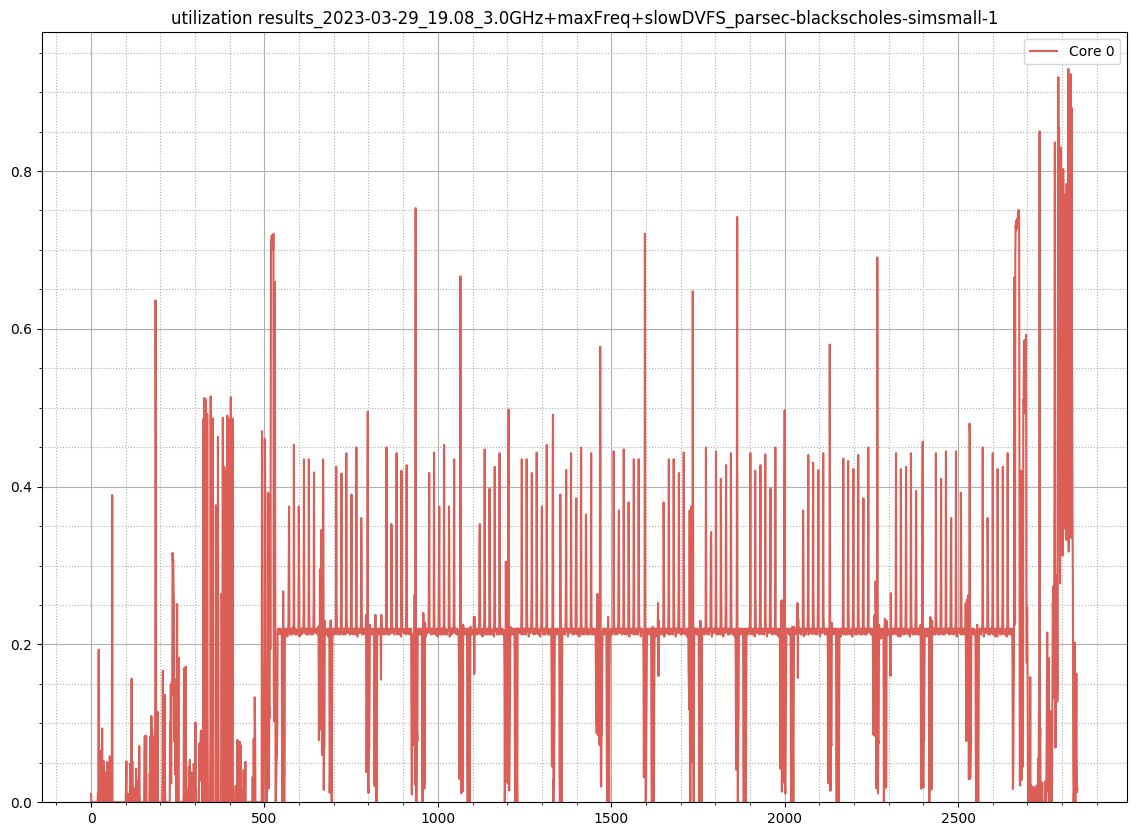 utilization results_2023-03-29_19.08_3.0GHz+maxFreq+slowDVFS_parsec-blackscholes-simsmall-1
Core 0
0.8
0.6
0.4
0.2
0.0
0 500 1000 1500 2000 2500